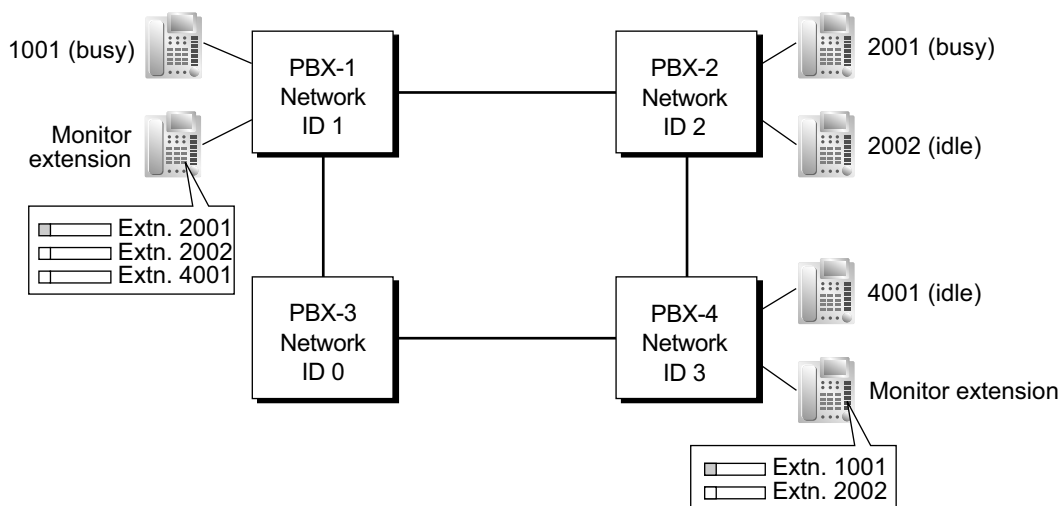 1001 (busy)
Monitor
extension
Extn. 2001
Extn. 2002
Extn. 4001
PBX-1
Network
ID 1
PBX-2
Network
ID 2
2001 (busy)
2002 (idle)
PBX-3
Network
ID 0
PBX-4
Network
ID 3
4001 (idle)
Monitor extension
Extn. 1001
Extn. 2002